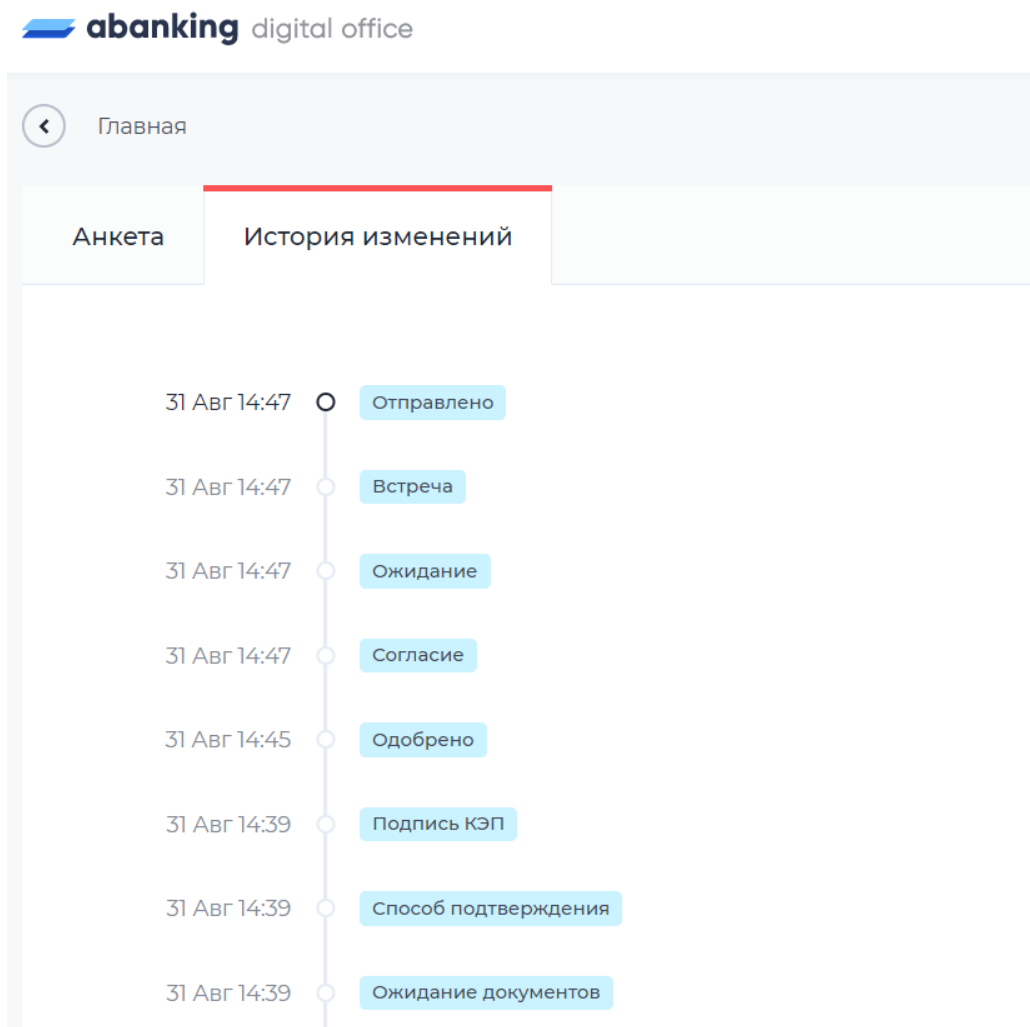 abanking digital office
Главная
Анкета История изменений
31 Авг 14:47 Отправлено
31 Авг 14:47 Встреча
31 Авг 14:47 Ожидание
31 Авг 14:47 Согласие
31 Авг 14:45 Одобрено
31 Авг 14:39 Подпись КЭП
31 Авг 14:39 Способ подтверждения
31 Авг 14:39 Ожидание документов